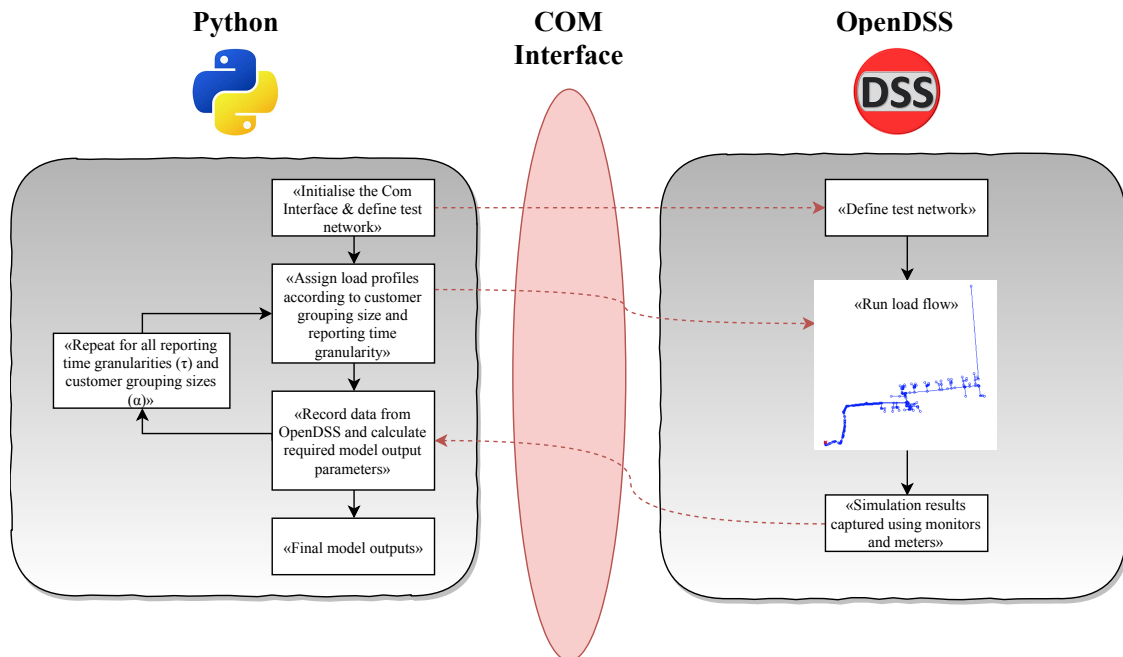 Python
COM
Interface
OpenDSS
DSS
«Initialise the Com
Interface & define test
network»
«Define test network»
«Assign load profiles
according to customer
grouping size and
reporting time
granularity»
«Run load flow»
«Repeat for all reporting
time granularities (τ) and
customer grouping sizes
(α)»
«Record data from
OpenDSS and calculate
required model output
parameters»
«Simulation results
captured using monitors
and meters»
«Final model outputs»